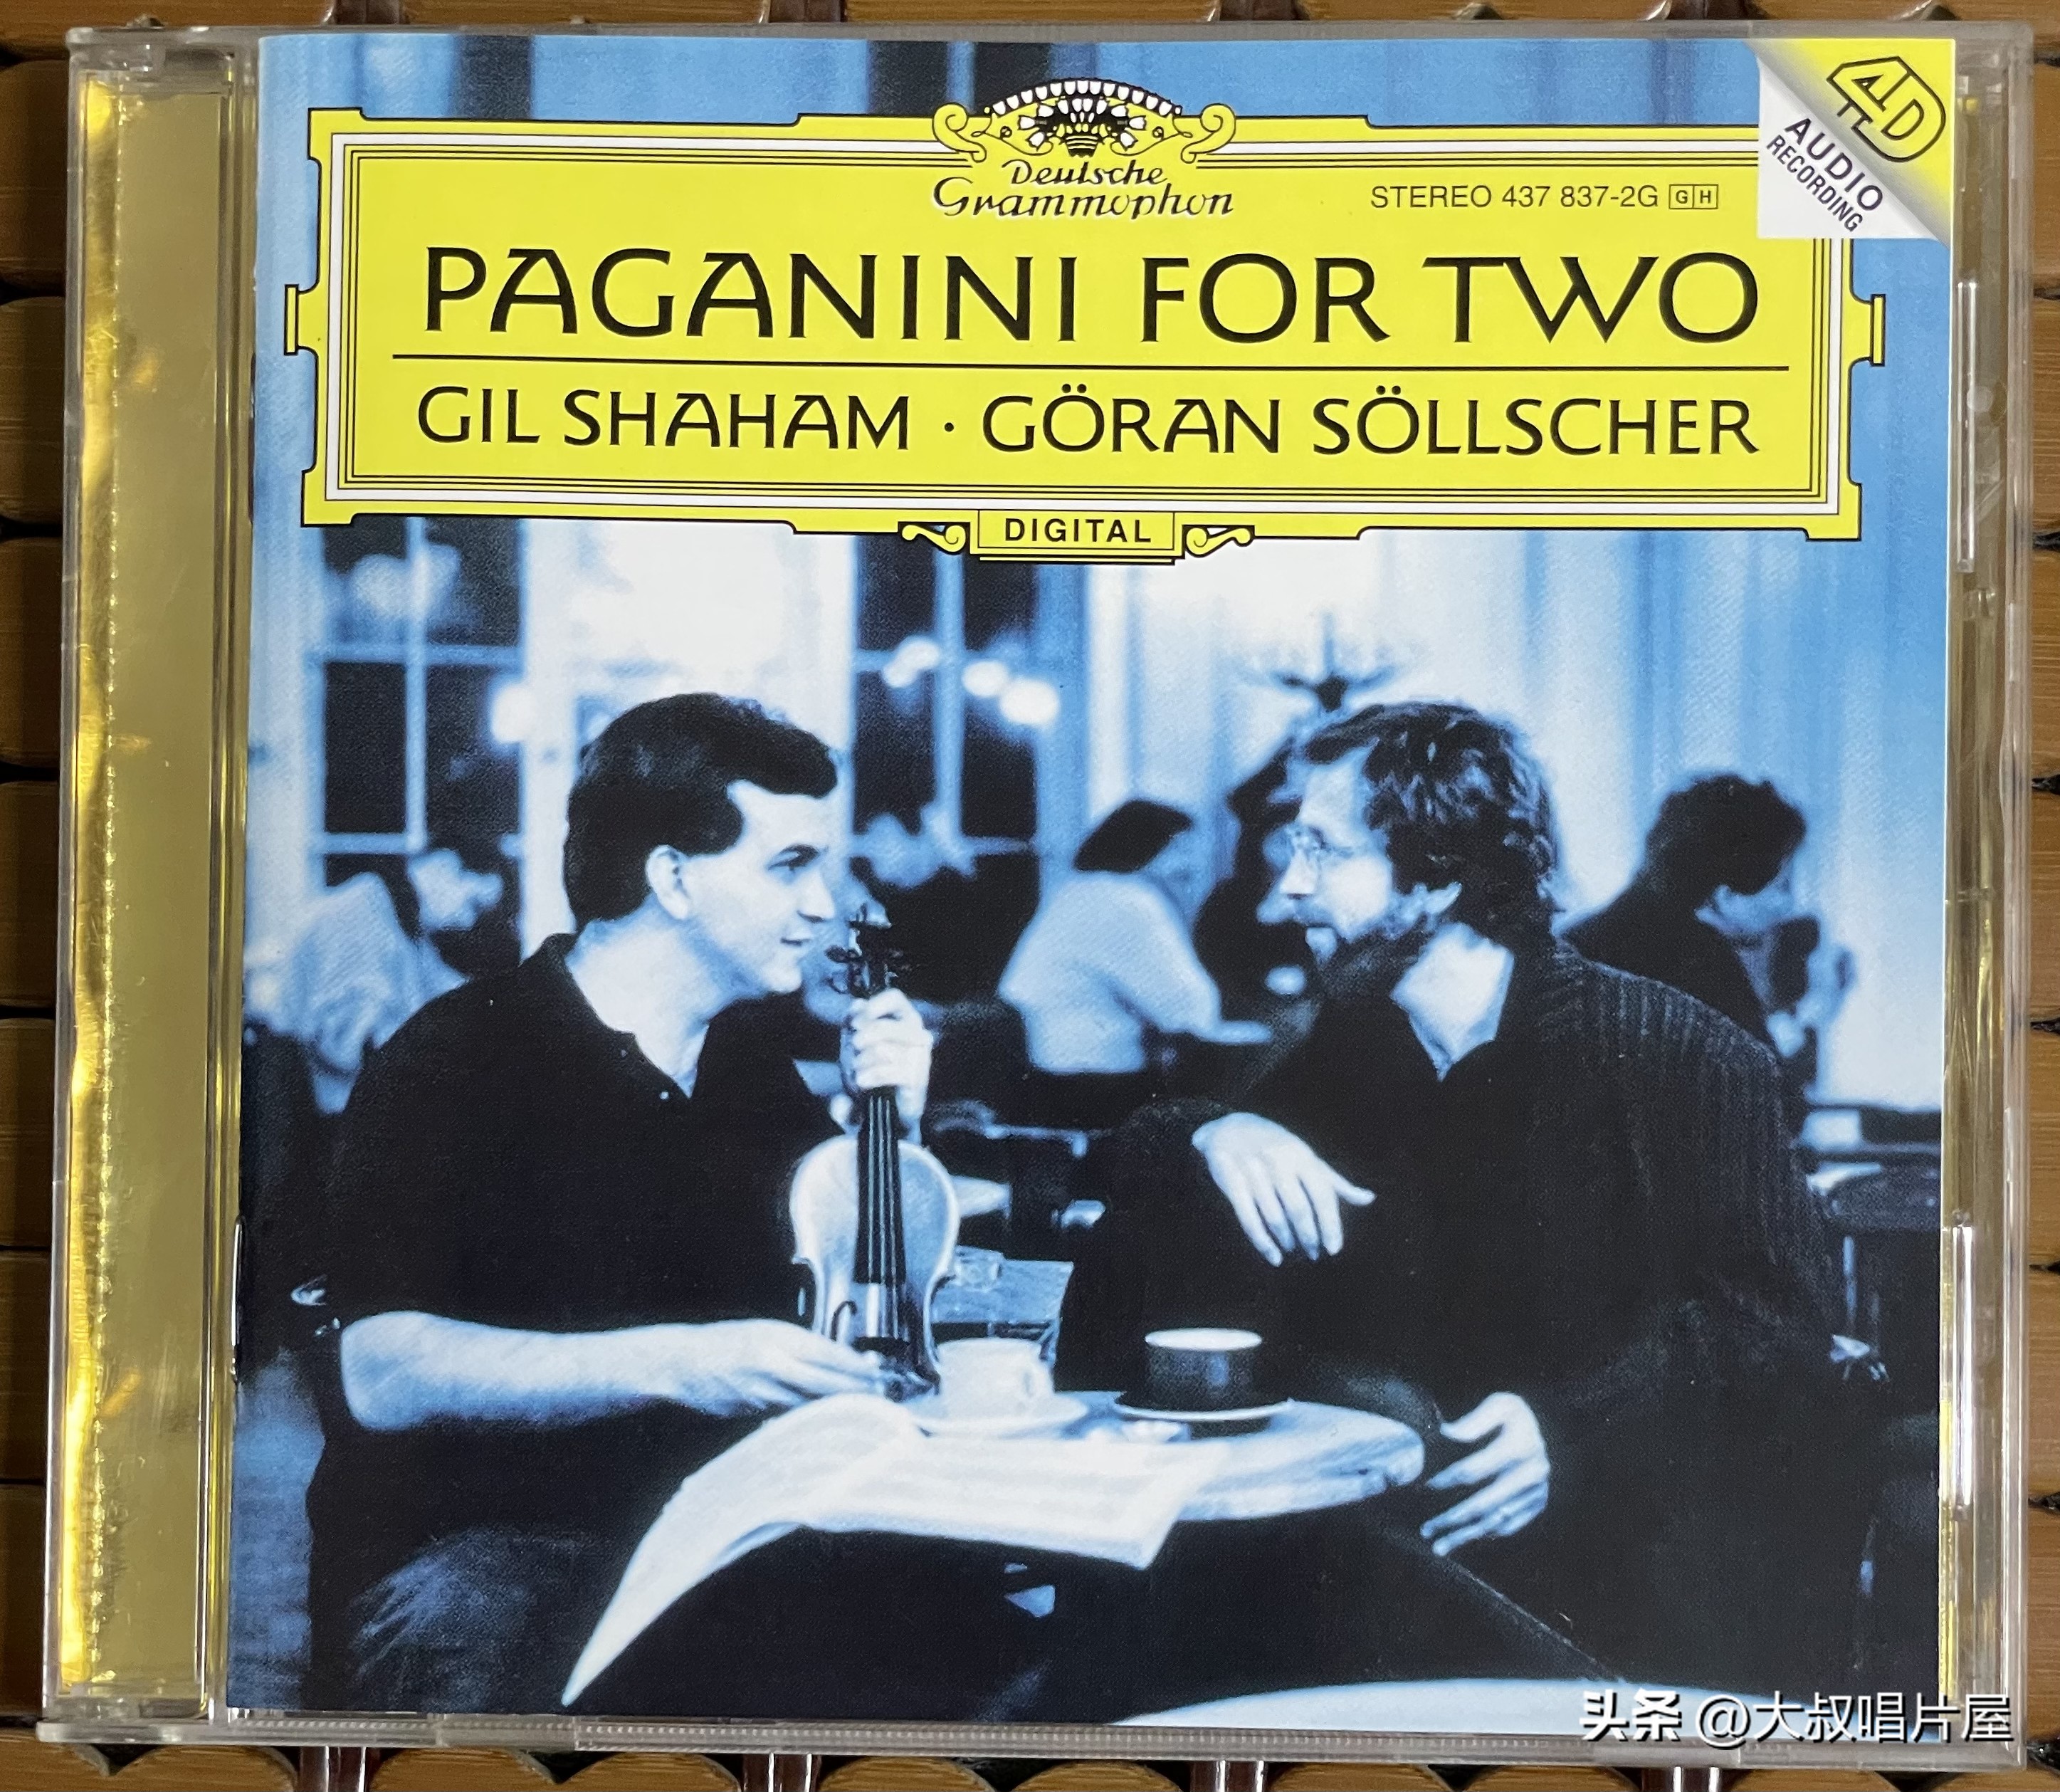 4D
AUDIO
RECORDING
Deutsche
Grammophon
STEREO 437 837-2G GH
PAGANINI FOR TWO
GIL SHAHAM · GÖRAN SÖLLSCHER
DIGITAL
头条 @大叔唱片屋